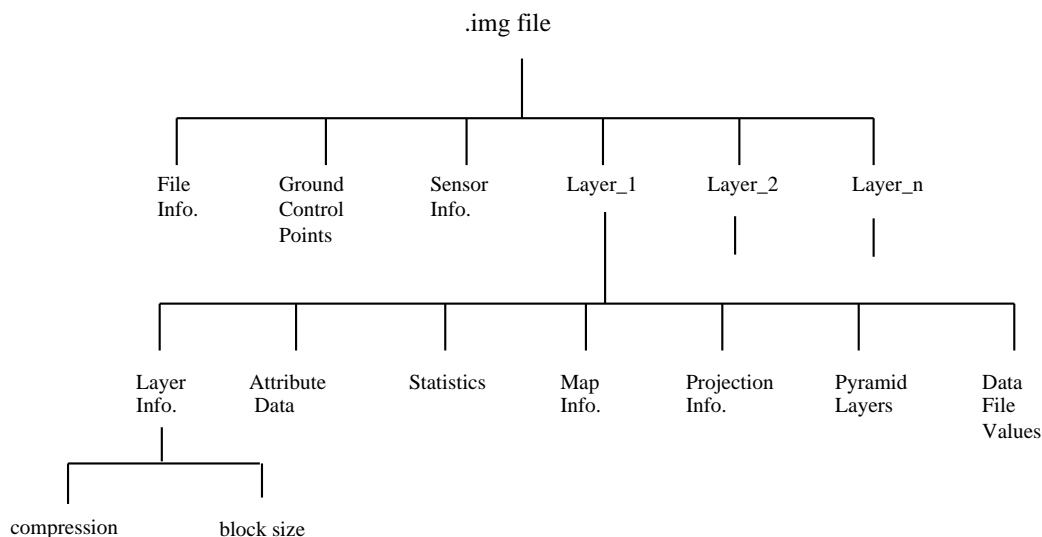 .img file
File Info.
Ground Control Points
Sensor Info.
Layer_1
Layer_2
Layer_n
Layer Info.
Attribute Data
Statistics
Map Info.
Projection Info.
Pyramid Layers
Data File Values
compression
block size